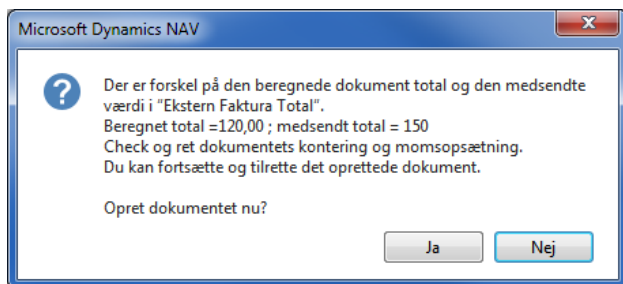 Microsoft Dynamics NAV
Der er forskel på den beregnede dokument total og den medsendte
værdi i "Ekstern Faktura Total".
Beregnet total =120,00 ; medsendt total = 150
Check og ret dokumentets kontering og momsopsætning.
Du kan fortsætte og tilrette det oprettede dokument.
Opret dokumentet nu?
Ja
Nej